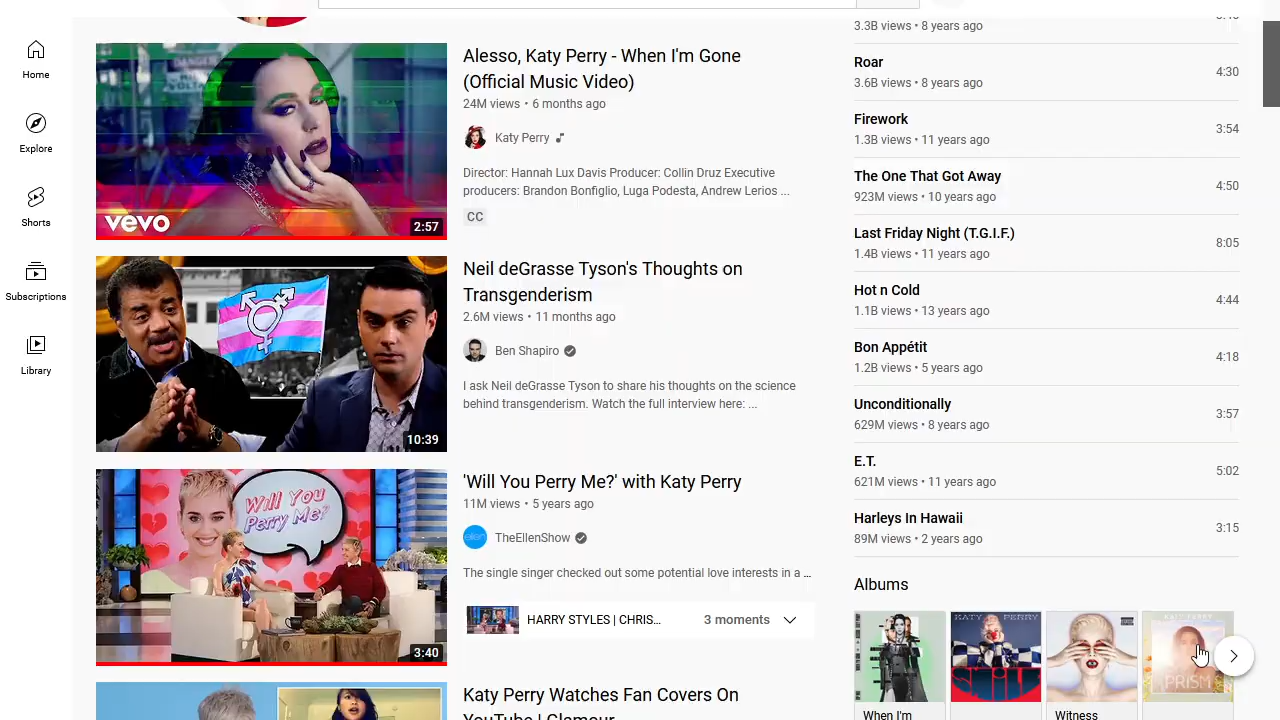 Home
Explore
Shorts
Subscriptions
Library
vevo
2:57
Alesso, Katy Perry - When I'm Gone
(Official Music Video)
24M views • 6 months ago
Katy Perry
Director: Hannah Lux Davis Producer: Collin Druz Executive
producers: Brandon Bonfiglio, Luga Podesta, Andrew Lerios ...
CC
10:39
Neil deGrasse Tyson's Thoughts on
Transgenderism
2.6M views • 11 months ago
Ben Shapiro
I ask Neil deGrasse Tyson to share his thoughts on the science
behind transgenderism. Watch the full interview here: ...
Will You
Perry Me?
3:40
'Will You Perry Me?' with Katy Perry
11M views • 5 years ago
ellen
TheEllenShow
The single singer checked out some potential love interests in a ...
HARRY STYLES | CHRIS...
3 moments
Katy Perry Watches Fan Covers On
YouTube | Glamour
3.3B views • 8 years ago
Roar
3.6B views • 8 years ago
4:30
Firework
1.3B views • 11 years ago
3:54
The One That Got Away
923M views • 10 years ago
4:50
Last Friday Night (T.G.I.F.)
1.4B views • 11 years ago
8:05
Hot n Cold
1.1B views • 13 years ago
4:44
Bon Appétit
1.2B views • 5 years ago
4:18
Unconditionally
629M views • 8 years ago
3:57
E.T.
621M views • 11 years ago
5:02
Harleys In Hawaii
89M views • 2 years ago
3:15
Albums
KATY PERRY
KATY PERRY
PRISM
When I'm
Witness